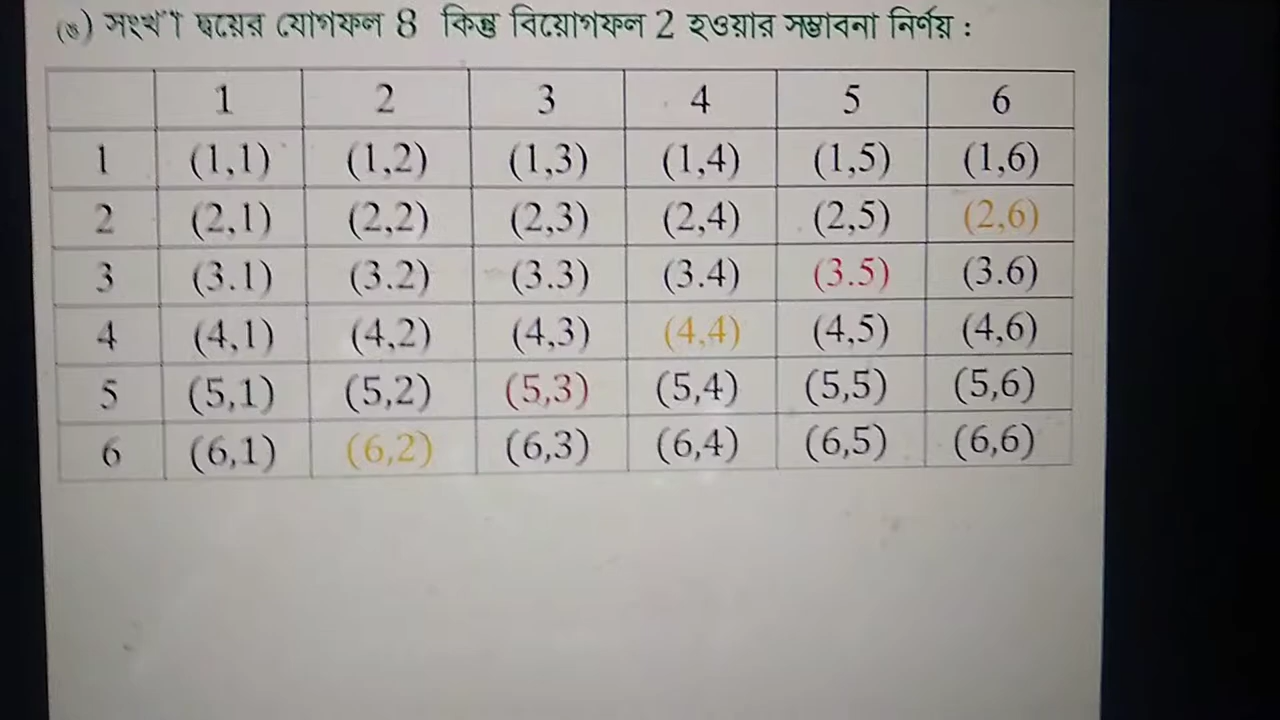 (ঙ) সংখ্যা দ্বয়ের যোগফল 8 কিন্তু বিয়োগফল 2 হওয়ার সম্ভাবনা নির্ণয় :
1 2 3 4 5 6
1 (1,1) (1,2) (1,3) (1,4) (1,5) (1,6)
2 (2,1) (2,2) (2,3) (2,4) (2,5) (2,6)
3 (3.1) (3.2) (3.3) (3.4) (3.5) (3.6)
4 (4,1) (4,2) (4,3) (4,4) (4,5) (4,6)
5 (5,1) (5,2) (5,3) (5,4) (5,5) (5,6)
6 (6,1) (6,2) (6,3) (6,4) (6,5) (6,6)